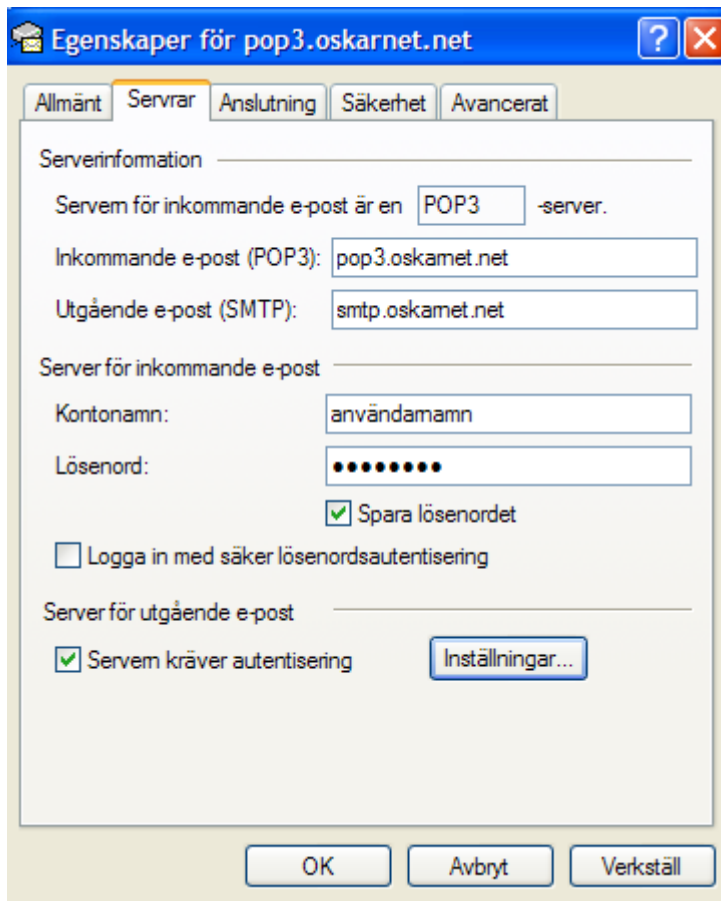 Egenskaper för pop3.oskarnet.net
Allmänt Servrar Anslutning Säkerhet Avancerat
Serverinformation
Servern för inkommande e-post är en POP3 -server.
Inkommande e-post (POP3): pop3.oskarnet.net
Utgående e-post (SMTP): smtp.oskarnet.net
Server för inkommande e-post
Kontonamn: användarnamn
Lösenord: ●●●●●●●●
Spara lösenordet
Logga in med säker lösenordsautentisering
Server för utgående e-post
Servern kräver autentisering Inställningar...
OK Avbryt Verkställ